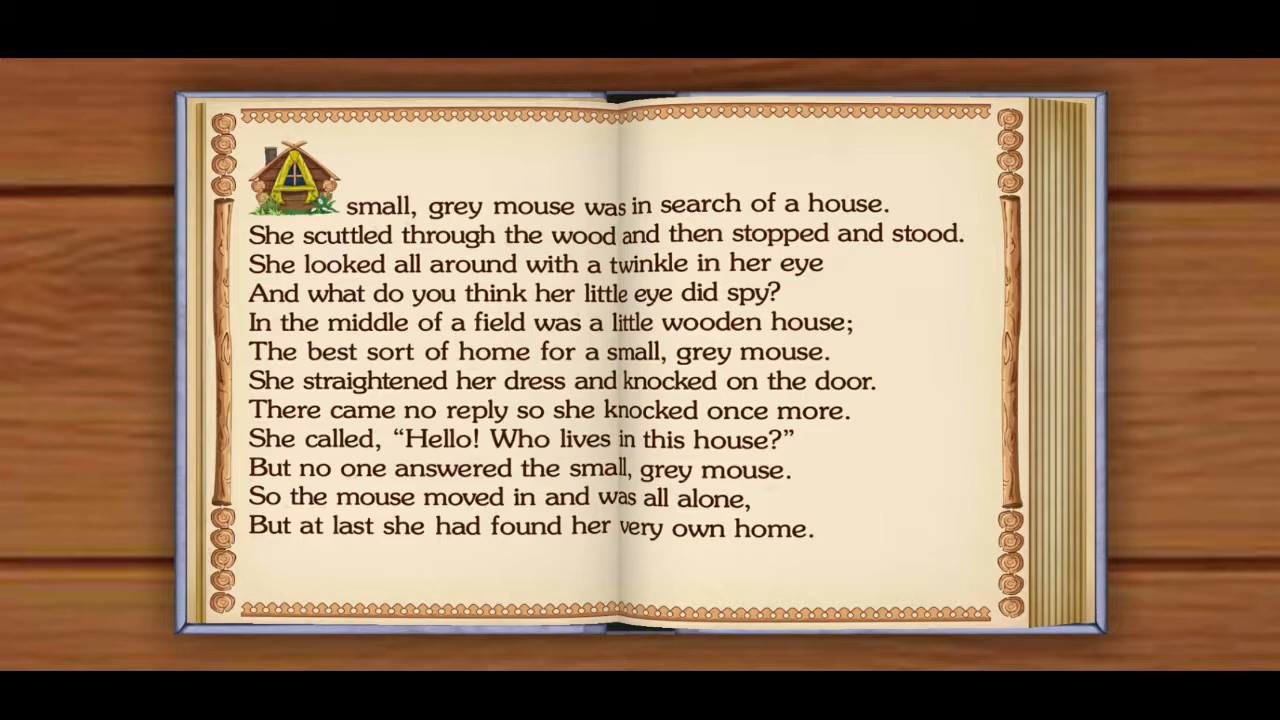 A small, grey mouse was in search of a house.
She scuttled through the wood and then stopped and stood.
She looked all around with a twinkle in her eye
And what do you think her little eye did spy?
In the middle of a field was a little wooden house;
The best sort of home for a small, grey mouse.
She straightened her dress and knocked on the door.
There came no reply so she knocked once more.
She called, “Hello! Who lives in this house?”
But no one answered the small, grey mouse.
So the mouse moved in and was all alone,
But at last she had found her very own home.